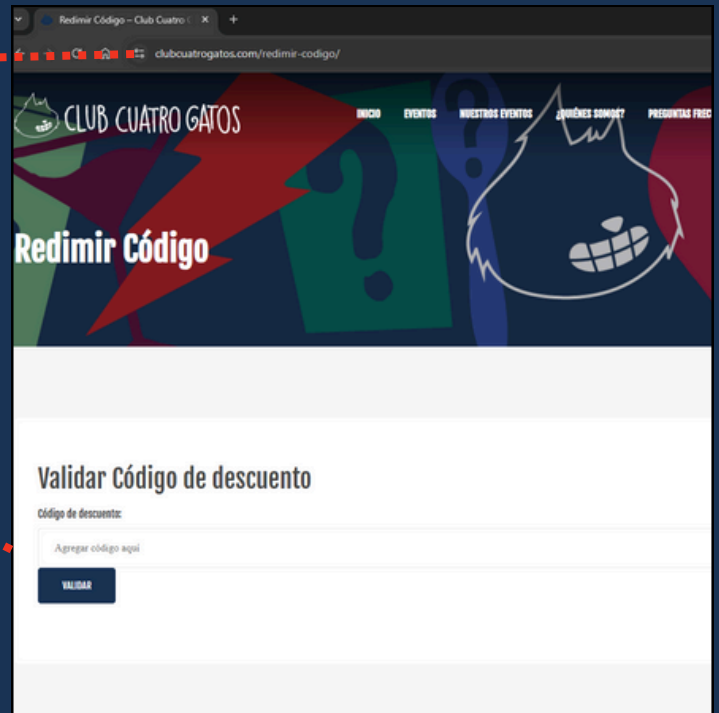 Redimir Código – Club Cuatro
clubcuatrogatos.com/redimir-codigo/
CLUB CUATRO GATOS
INICIO EVENTOS NUESTROS EVENTOS ¿QUIÉNES SOMOS? PREGUNTAS FREC
Redimir Código
Validar Código de descuento
Código de descuento:
Agregar código aquí
VALIDAR